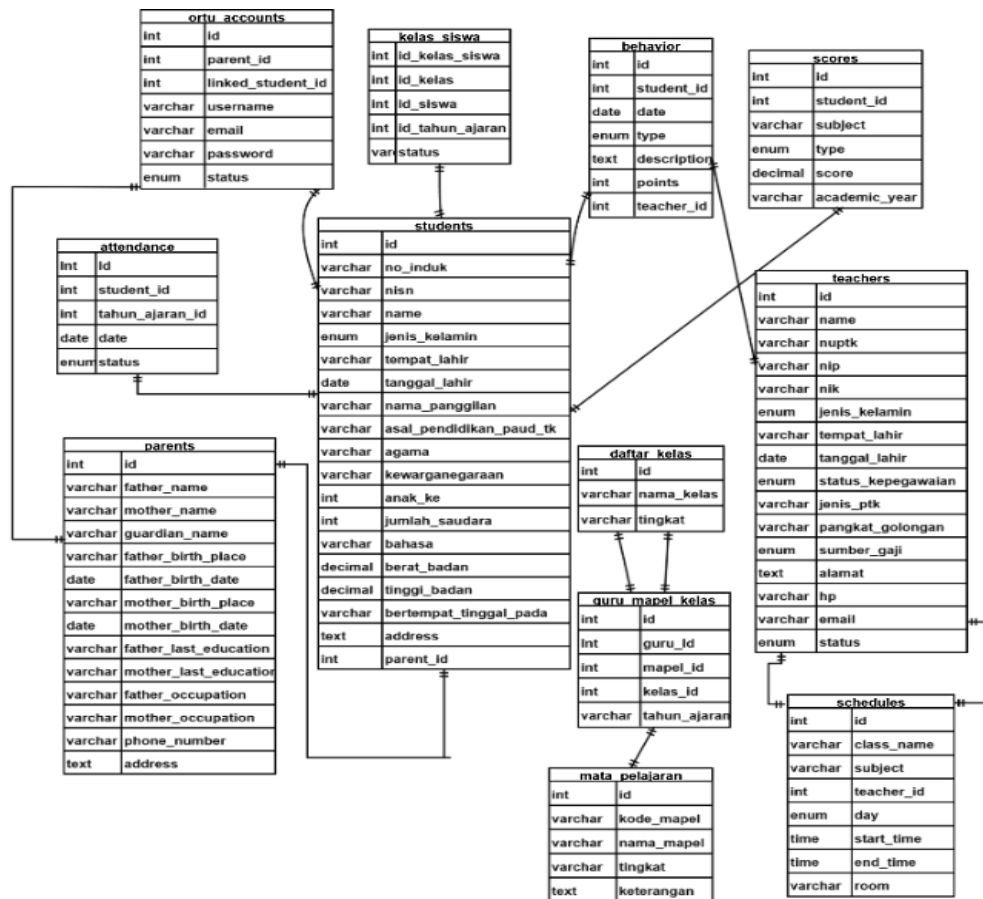 ortu_accounts
int id
int parent_id
int linked_student_id
varchar username
varchar email
varchar password
enum status
kelas_siswa
int id_kelas_siswa
int id_kelas
int id_siswa
int id_tahun_ajaran
var status
behavior
int id
int student_id
date date
enum type
text description
int points
int teacher_id
scores
int id
int student_id
varchar subject
enum type
decimal score
varchar academic_year
attendance
int id
int student_id
int tahun_ajaran_id
date date
enum status
students
int id
varchar no_induk
varchar nisn
varchar name
enum jenis_kelamin
varchar tempat_lahir
date tanggal_lahir
varchar nama_panggilan
varchar asal_pendidikan_paud_tk
varchar agama
varchar kewarganegaraan
int anak_ke
int jumlah_saudara
varchar bahasa
decimal berat_badan
decimal tinggi_badan
varchar bertempat_tinggal_pada
text address
int parent_id
teachers
int id
varchar name
varchar nuptk
varchar nip
varchar nik
enum jenis_kelamin
varchar tempat_lahir
date tanggal_lahir
enum status_kepegawaian
varchar jenis_ptk
varchar pangkat_golongan
enum sumber_gaji
text alamat
varchar hp
varchar email
enum status
parents
int id
varchar father_name
varchar mother_name
varchar guardian_name
varchar father_birth_place
date father_birth_date
varchar mother_birth_place
date mother_birth_date
varchar father_last_education
varchar mother_last_education
varchar father_occupation
varchar mother_occupation
varchar phone_number
text address
daftar_kelas
int id
varchar nama_kelas
varchar tingkat
guru_mapel_kelas
int id
int guru_id
int mapel_id
int kelas_id
varchar tahun_ajaran
mata_pelajaran
int id
varchar kode_mapel
varchar nama_mapel
varchar tingkat
text keterangan
schedules
int id
varchar class_name
varchar subject
int teacher_id
enum day
time start_time
time end_time
varchar room